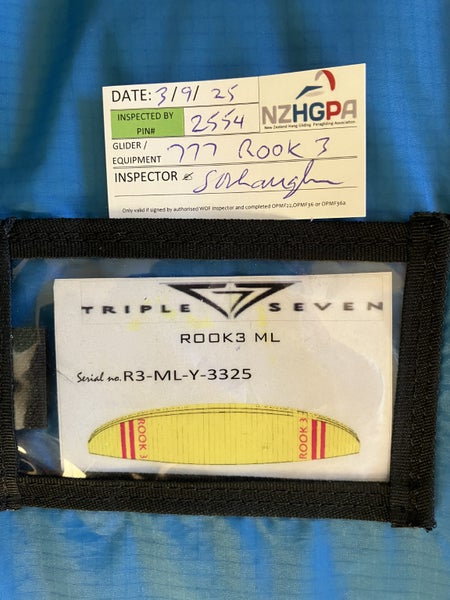 DATE: 3/9/25
NZHGPA
New Zealand Hang Gliding Paragliding Association
INSPECTED BY
PIN#
2554
GLIDER /
EQUIPMENT 777 ROOK 3
INSPECTOR
Only valid if signed by authorised WOF Inspector and completed OPMF22,OPMF36 or OPMF36a
TRIPLE SEVEN
ROOK3 ML
Serial no.R3-ML-Y-3325
ROOK 3
ROOK 3